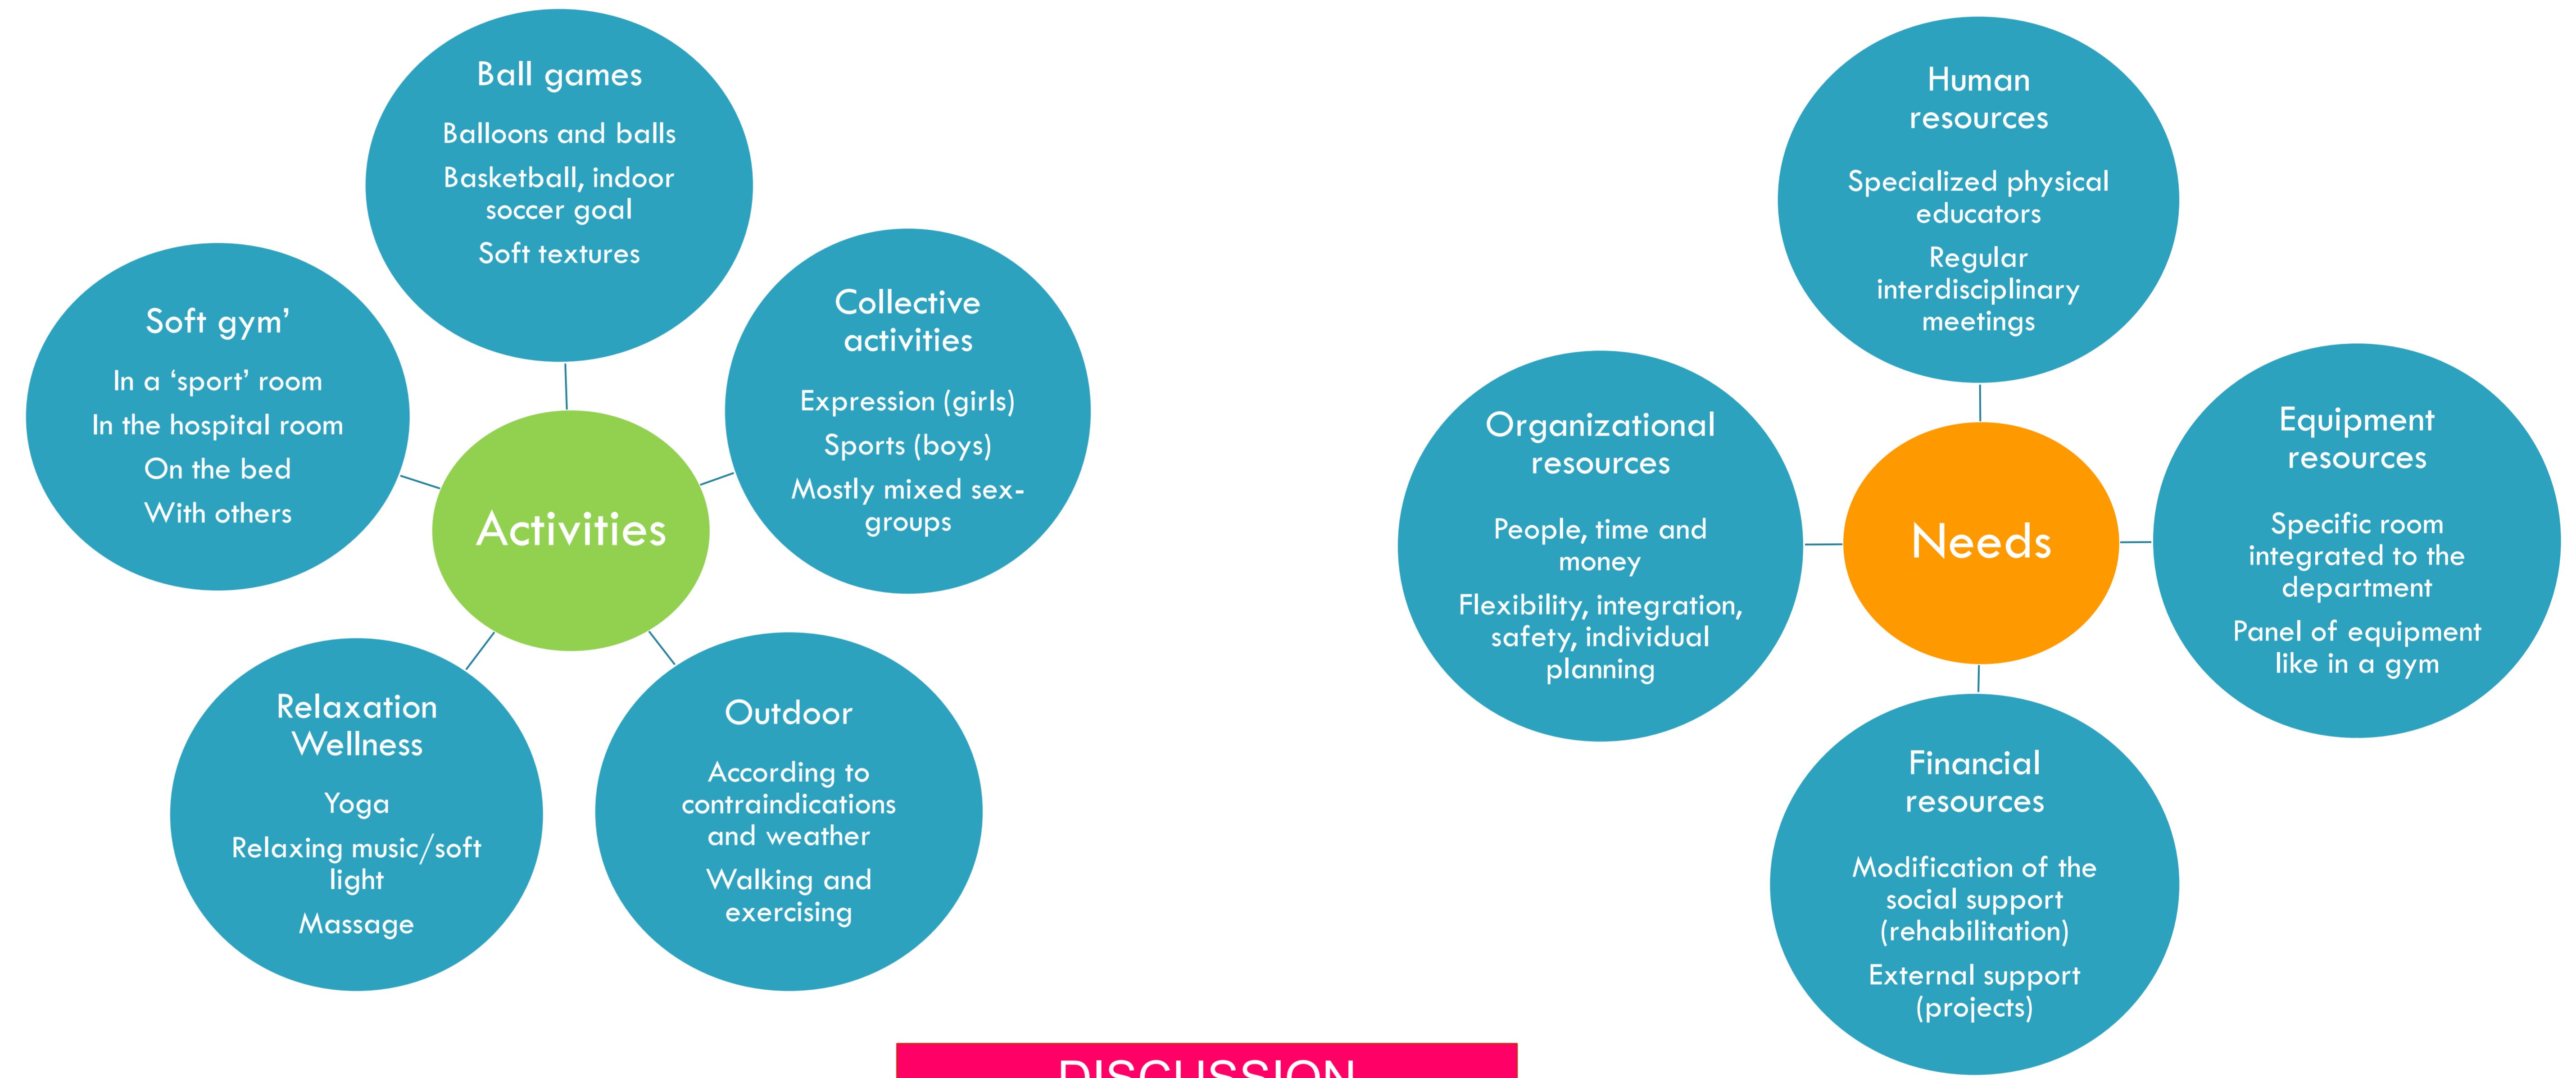 Ball games
Balloons and balls
Basketball, indoor
soccer goal
Soft textures
Collective
activities
Expression (girls)
Sports (boys)
Mostly mixed sex-
groups
Soft gym’
In a ‘sport’ room
In the hospital room
On the bed
With others
Activities
Relaxation
Wellness
Yoga
Relaxing music/soft
light
Massage
Outdoor
According to
contraindications
and weather
Walking and
exercising
Human
resources
Specialized physical
educators
Regular
interdisciplinary
meetings
Organizational
resources
People, time and
money
Flexibility, integration,
safety, individual
planning
Needs
Equipment
resources
Specific room
integrated to the
department
Panel of equipment
like in a gym
Financial
resources
Modification of the
social support
(rehabilitation)
External support
(projects)
DISCUSSION